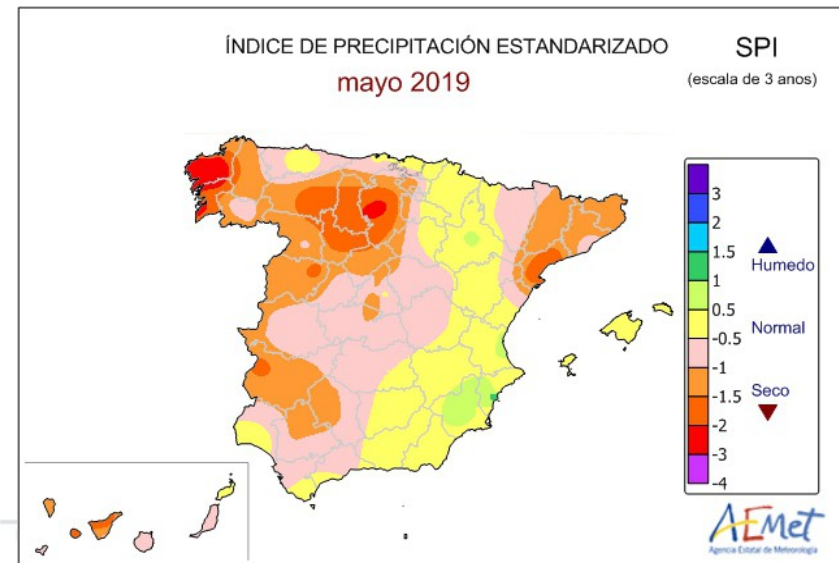 ÍNDICE DE PRECIPITACIÓN ESTANDARIZADO
SPI
mayo 2019
(escala de 3 anos)
3
2
1.5
Humedo
1
0.5
Normal
-0.5
-1
Seco
-1.5
-2
-3
-4
AEMet
Agencia Estatal de Meteorología